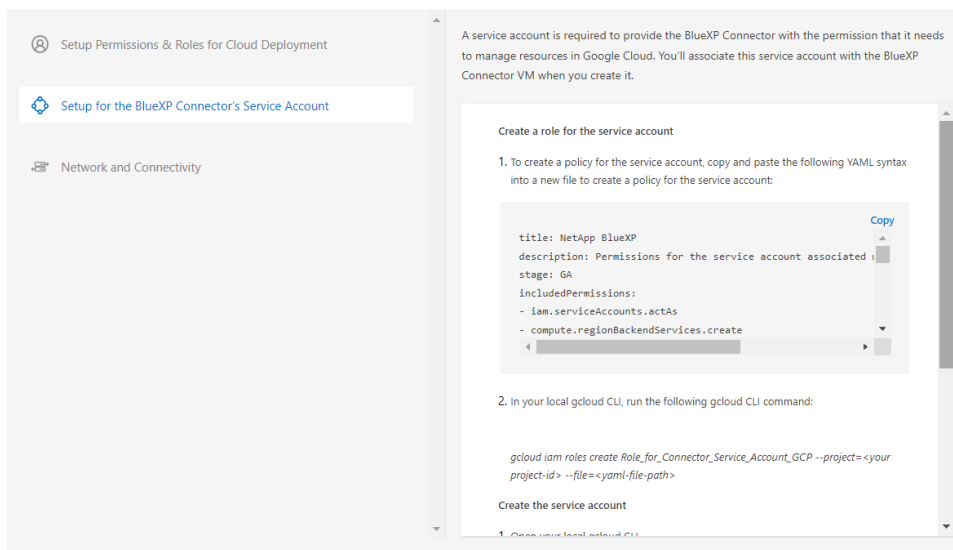 Setup Permissions & Roles for Cloud Deployment
Setup for the BlueXP Connector's Service Account
Network and Connectivity
A service account is required to provide the BlueXP Connector with the permission that it needs
to manage resources in Google Cloud. You'll associate this service account with the BlueXP
Connector VM when you create it.
Create a role for the service account
1. To create a policy for the service account, copy and paste the following YAML syntax
into a new file to create a policy for the service account:
Copy
title: NetApp BlueXP
description: Permissions for the service account associated
stage: GA
includedPermissions:
- iam.serviceAccounts.actAs
- compute.regionBackendServices.create
2. In your local gcloud CLI, run the following gcloud CLI command:
gcloud iam roles create Role_for_Connector_Service_Account_GCP --project=<your
project-id> --file=<yaml-file-path>
Create the service account
1. Open your local gcloud CLI